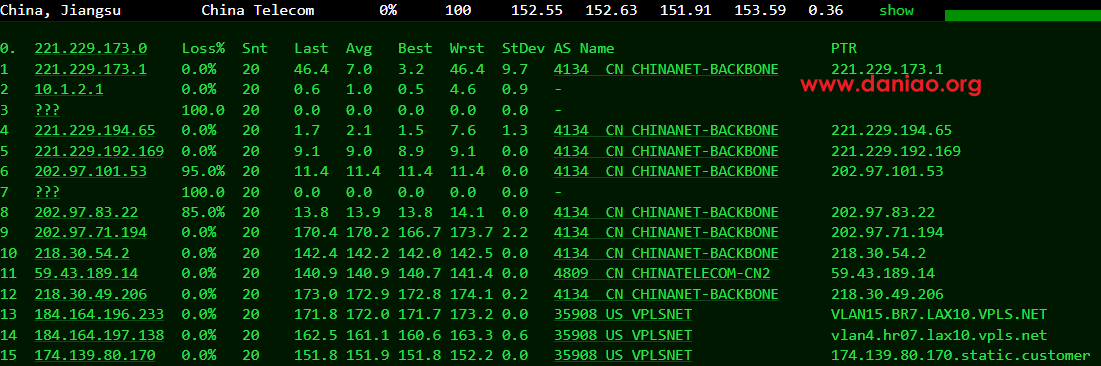 China, Jiangsu China Telecom 0% 100 152.55 152.63 151.91 153.59 0.36 show
0. 221.229.173.0 Loss% Snt Last Avg Best Wrst StDev AS Name PTR
1 221.229.173.1 0.0% 20 46.4 7.0 3.2 46.4 9.7 4134 CN CHINANET-BACKBONE 221.229.173.1
www.daniao.org
2 10.1.2.1 0.0% 20 0.6 1.0 0.5 4.6 0.9 -
3 ??? 100.0 20 0.0 0.0 0.0 0.0 0.0 -
4 221.229.194.65 0.0% 20 1.7 2.1 1.5 7.6 1.3 4134 CN CHINANET-BACKBONE 221.229.194.65
5 221.229.192.169 0.0% 20 9.1 9.0 8.9 9.1 0.0 4134 CN CHINANET-BACKBONE 221.229.192.169
6 202.97.101.53 95.0% 20 11.4 11.4 11.4 11.4 0.0 4134 CN CHINANET-BACKBONE 202.97.101.53
7 ??? 100.0 20 0.0 0.0 0.0 0.0 0.0 -
8 202.97.83.22 85.0% 20 13.8 13.9 13.8 14.1 0.0 4134 CN CHINANET-BACKBONE 202.97.83.22
9 202.97.71.194 0.0% 20 170.4 170.2 166.7 173.7 2.2 4134 CN CHINANET-BACKBONE 202.97.71.194
10 218.30.54.2 0.0% 20 142.4 142.2 142.0 142.5 0.0 4134 CN CHINANET-BACKBONE 218.30.54.2
11 59.43.189.14 0.0% 20 140.9 140.9 140.7 141.4 0.0 4809 CN CHINATELECOM-CN2 59.43.189.14
12 218.30.49.206 0.0% 20 173.0 172.9 172.8 174.1 0.2 4134 CN CHINANET-BACKBONE 218.30.49.206
13 184.164.196.233 0.0% 20 171.8 172.0 171.7 173.2 0.0 35908 US VPLSNET VLAN15.BR7.LAX10.VPLS.NET
14 184.164.197.138 0.0% 20 162.5 161.1 160.6 163.3 0.6 35908 US VPLSNET vlan4.hr07.lax10.vpls.net
15 174.139.80.170 0.0% 20 151.8 151.9 151.8 152.2 0.0 35908 US VPLSNET 174.139.80.170.static.customer